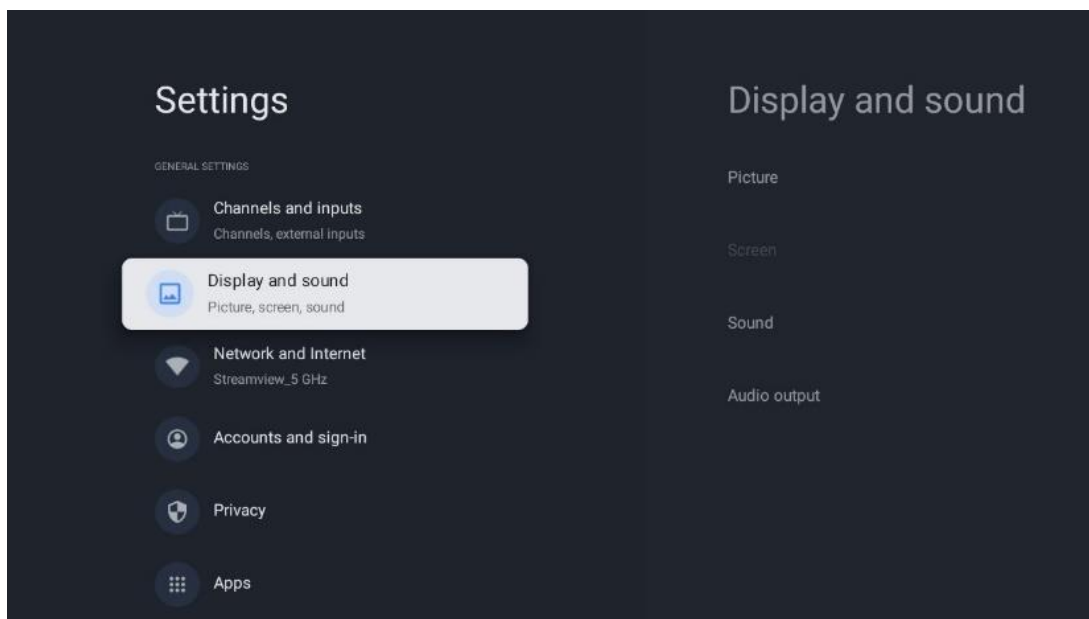 Settings
GENERAL SETTINGS
Channels and inputs
Channels, external inputs
Display and sound
Picture, screen, sound
Network and Internet
Streamview_5 GHz
Accounts and sign-in
Privacy
Apps
Display and sound
Picture
Screen
Sound
Audio output